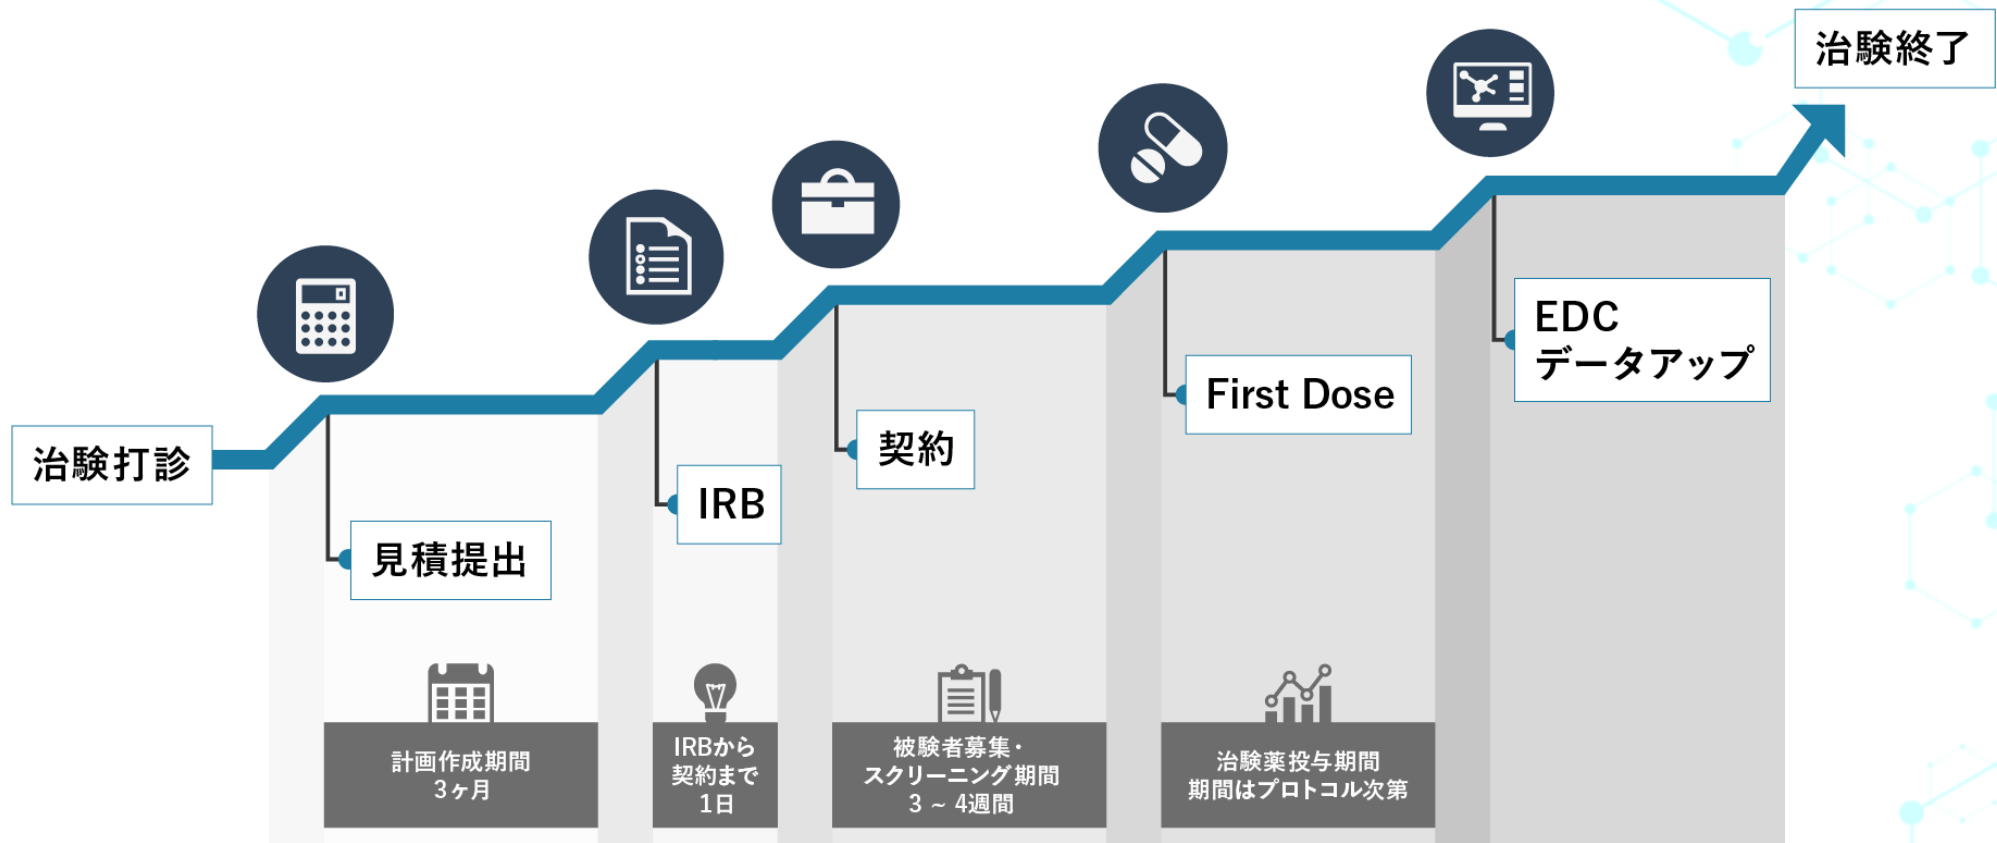 治験打診
見積提出
IRB
契約
First Dose
EDC
データアップ
治験終了
計画作成期間
3ヶ月
IRBから
契約まで
1日
被験者募集・
スクリーニング期間
3 ~ 4週間
治験薬投与期間
期間はプロトコル次第